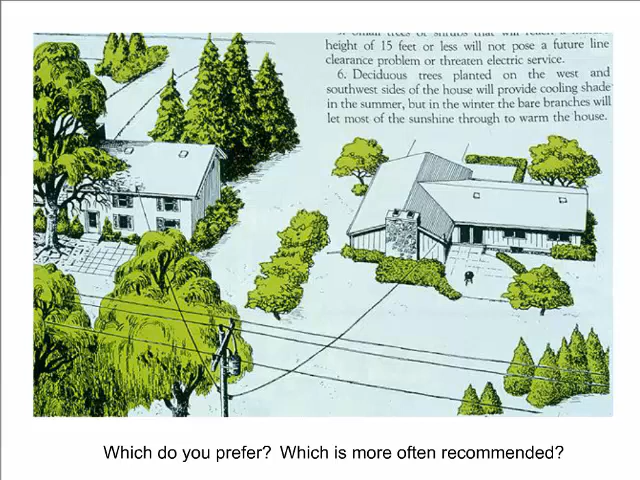 height of 15 feet or less will not pose a future line
clearance problem or threaten electric service.
6. Deciduous trees planted on the west and
southwest sides of the house will provide cooling shade
in the summer, but in the winter the bare branches will
let most of the sunshine through to warm the house.
Which do you prefer? Which is more often recommended?